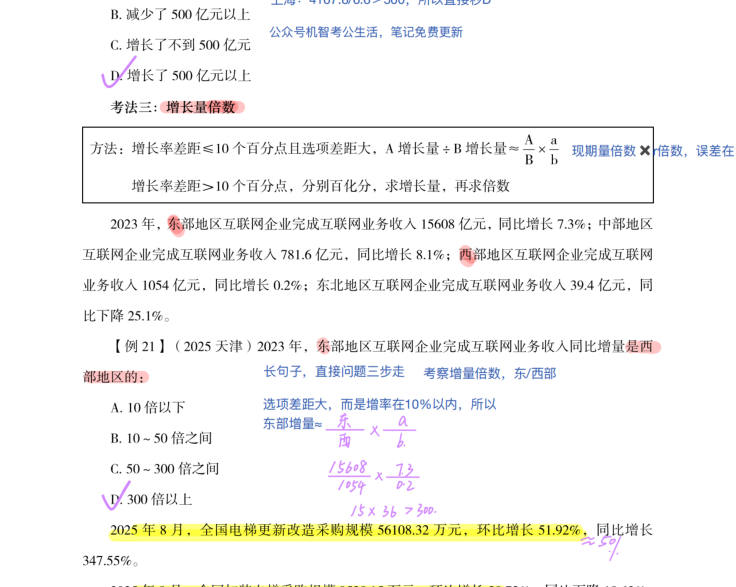 上海：4167.8/6.6＞500，所以直接秒D
B. 减少了 500 亿元以上
公众号机智考公生活，笔记免费更新
C. 增长了不到 500 亿元
D. 增长了 500 亿元以上
考法三：增长量倍数
方法：增长率差距≤10 个百分点且选项差距大，A 增长量÷B 增长量≈A/B×a/b 现期量倍数✖️r倍数，误差在
增长率差距＞10 个百分点，分别百化分，求增长量，再求倍数
2023 年，东部地区互联网企业完成互联网业务收入 15608 亿元，同比增长 7.3%；中部地区
互联网企业完成互联网业务收入 781.6 亿元，同比增长 8.1%；西部地区互联网企业完成互联网
业务收入 1054 亿元，同比增长 0.2%；东北地区互联网企业完成互联网业务收入 39.4 亿元，同
比下降 25.1%。
【例 21】（2025 天津）2023 年，东部地区互联网企业完成互联网业务收入同比增量是西
部地区的：
长句子，直接问题三步走 考察增量倍数，东/西部
A. 10 倍以下
选项差距大，而是增率在10%以内，所以
东部增量≈ 东/西 × a/b
B. 10～50 倍之间
C. 50～300 倍之间
15608/1054 × 7.3/0.2
D. 300 倍以上
15×36＞300.
2025 年 8 月，全国电梯更新改造采购规模 56108.32 万元，环比增长 51.92%，同比增长
≈50%
347.55%。